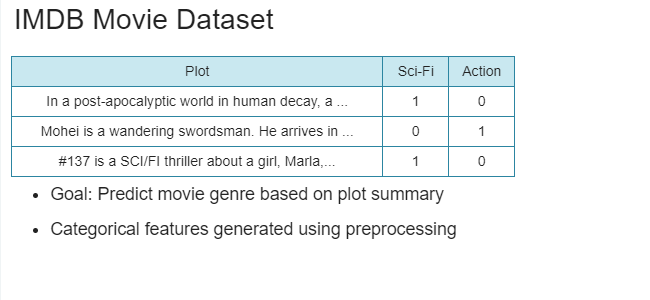 IMDB Movie Dataset
Plot Sci-Fi Action
In a post-apocalyptic world in human decay, a ... 1 0
Mohei is a wandering swordsman. He arrives in ... 0 1
#137 is a SCI/FI thriller about a girl, Marla,... 1 0
• Goal: Predict movie genre based on plot summary
• Categorical features generated using preprocessing